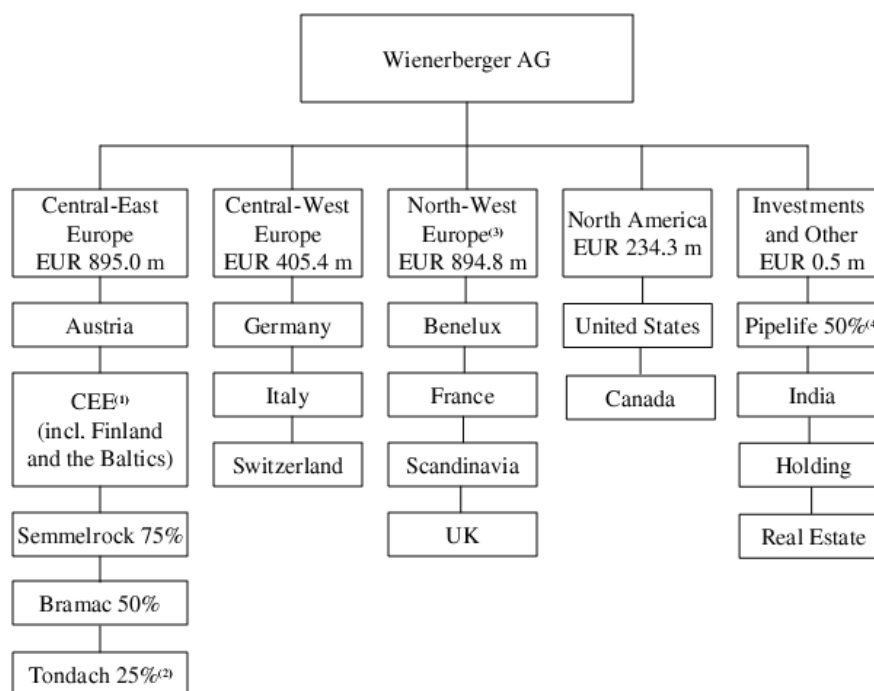 Wienerberger AG
Central-East
Europe
EUR 895.0 m
Austria
CEE(1)
(incl. Finland
and the Baltics)
Semmelrock 75%
Bramac 50%
Tondach 25%(2)
Central-West
Europe
EUR 405.4 m
Germany
Italy
Switzerland
North-West
Europe(3)
EUR 894.8 m
Benelux
France
Scandinavia
UK
North America
EUR 234.3 m
United States
Canada
Investments
and Other
EUR 0.5 m
Pipelife 50%(4
India
Holding
Real Estate